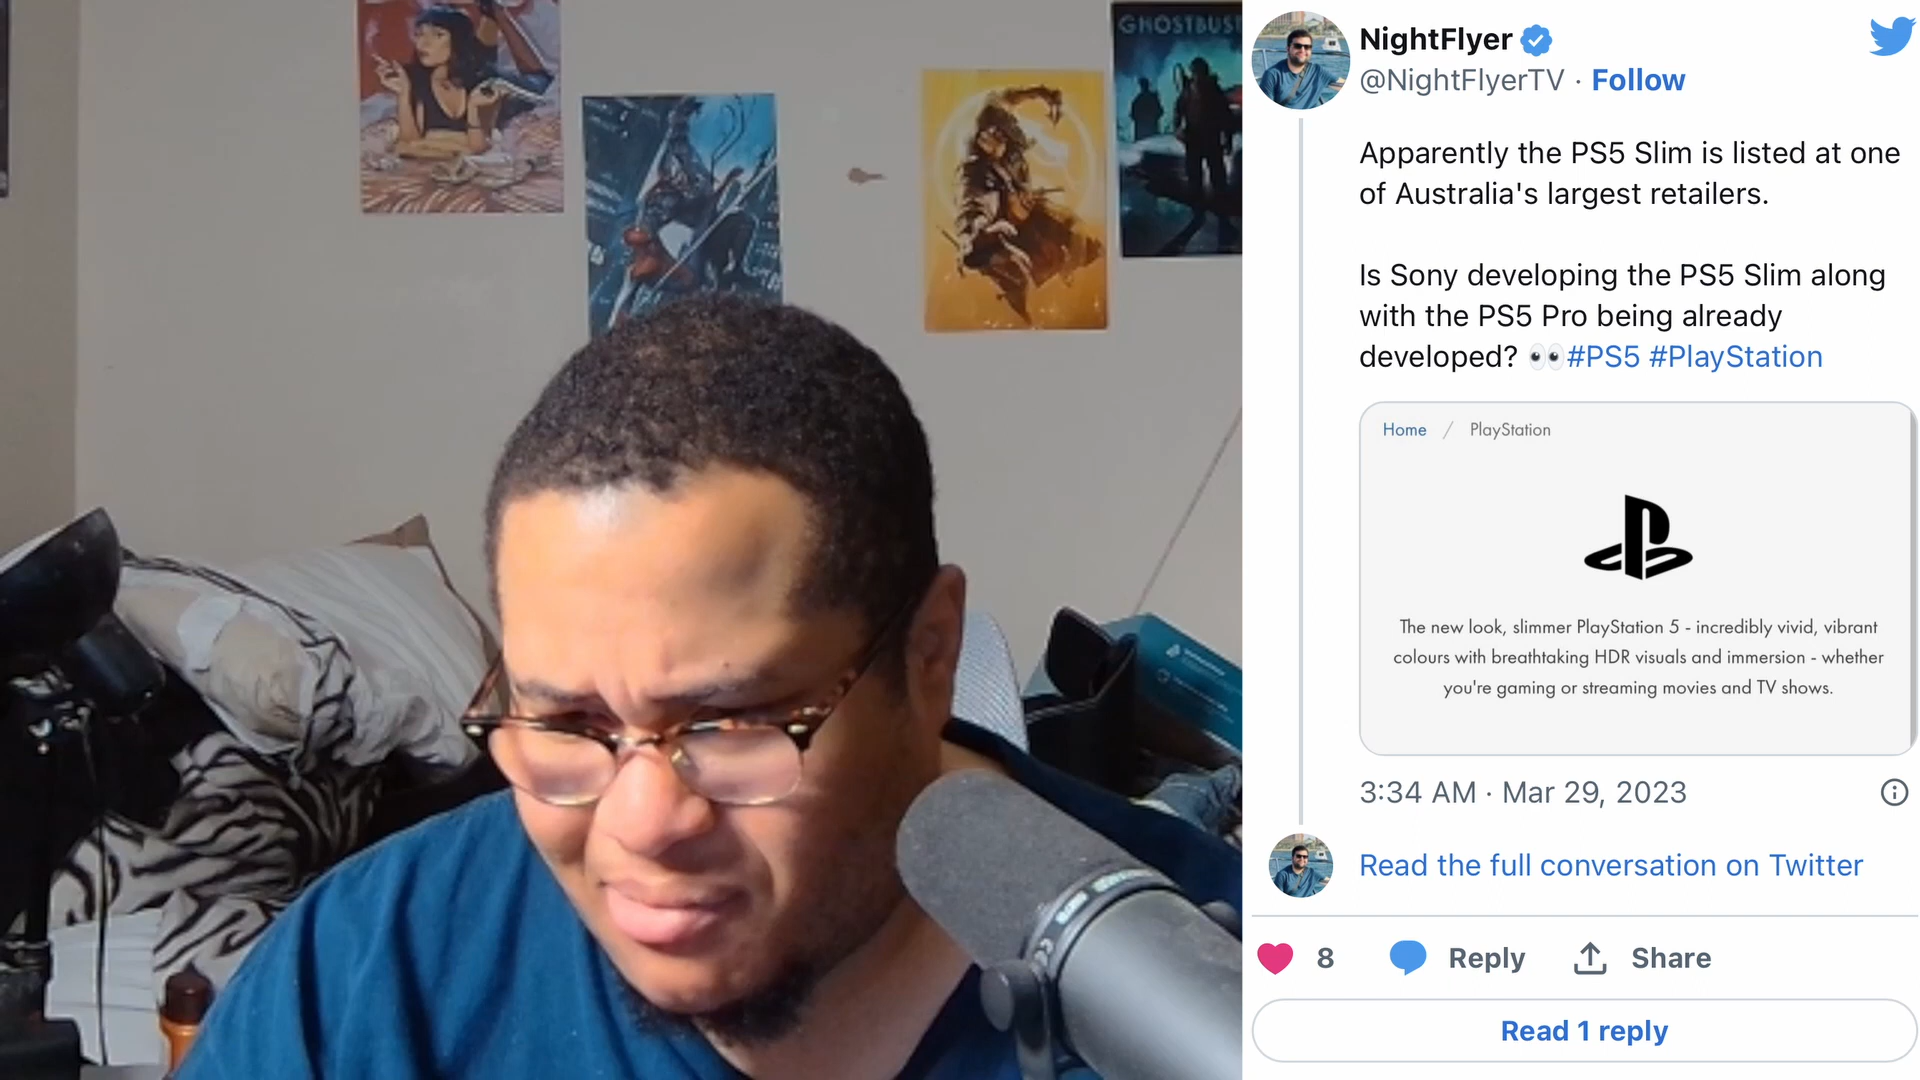 GHOSTBUS
NightFlyer
@NightFlyerTV · Follow
Apparently the PS5 Slim is listed at one
of Australia's largest retailers.
Is Sony developing the PS5 Slim along
with the PS5 Pro being already
developed? 👀#PS5 #PlayStation
Home / PlayStation
The new look, slimmer PlayStation 5 - incredibly vivid, vibrant
colours with breathtaking HDR visuals and immersion - whether
you're gaming or streaming movies and TV shows.
3:34 AM · Mar 29, 2023
Read the full conversation on Twitter
8 Reply Share
Read 1 reply